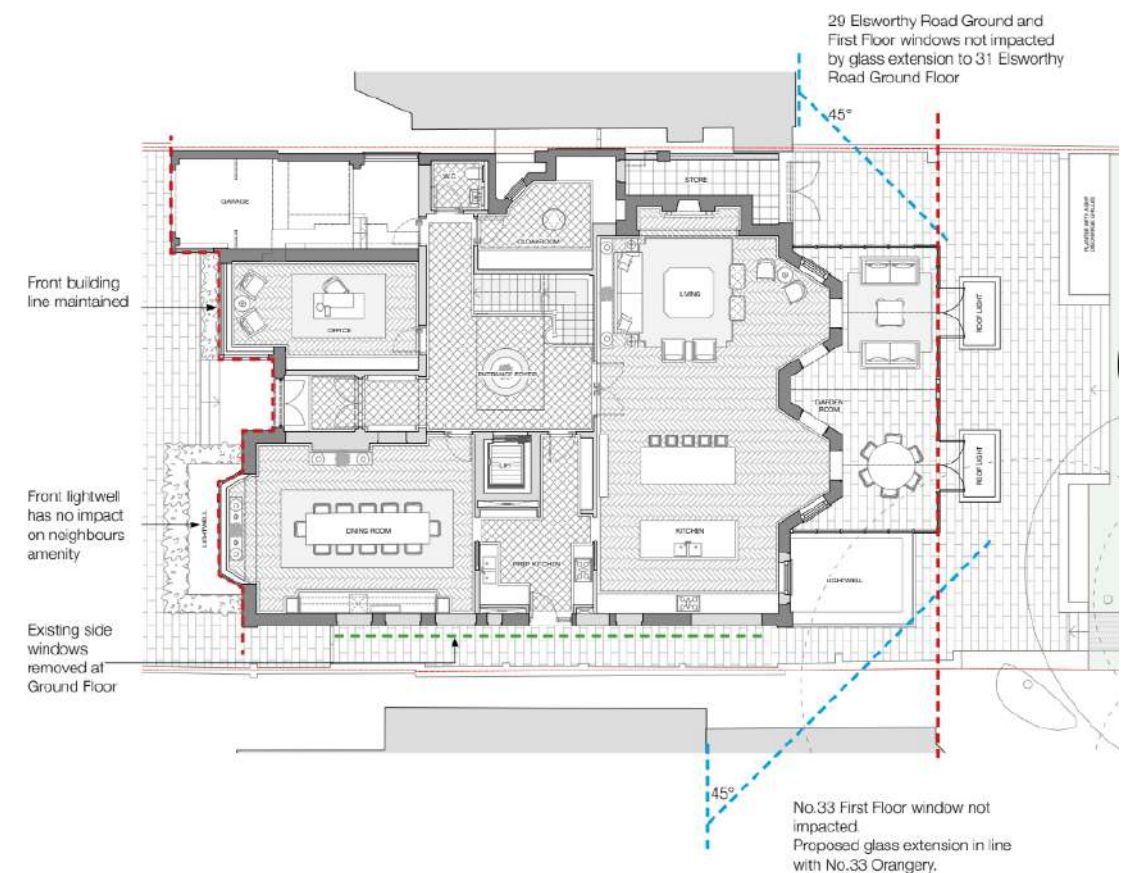 29 Elsworthy Road Ground and
First Floor windows not impacted
by glass extension to 31 Elsworthy
Road Ground Floor
45°
W.C.
STORE
GARAGE
CLOAKROOM
Front building
line maintained
LIVING
ROOF LIGHT
OFFICE
ENTRANCE FOYER
GARDEN
ROOM
LIFT
ROOF LIGHT
Front lightwell
has no impact
on neighbours
amenity
LIGHTWELL
DINING ROOM
KITCHEN
PREP KITCHEN
LIGHTWELL
Existing side
windows
removed at
Ground Floor
45°
No.33 First Floor window not
impacted.
Proposed glass extension in line
with No.33 Orangery.